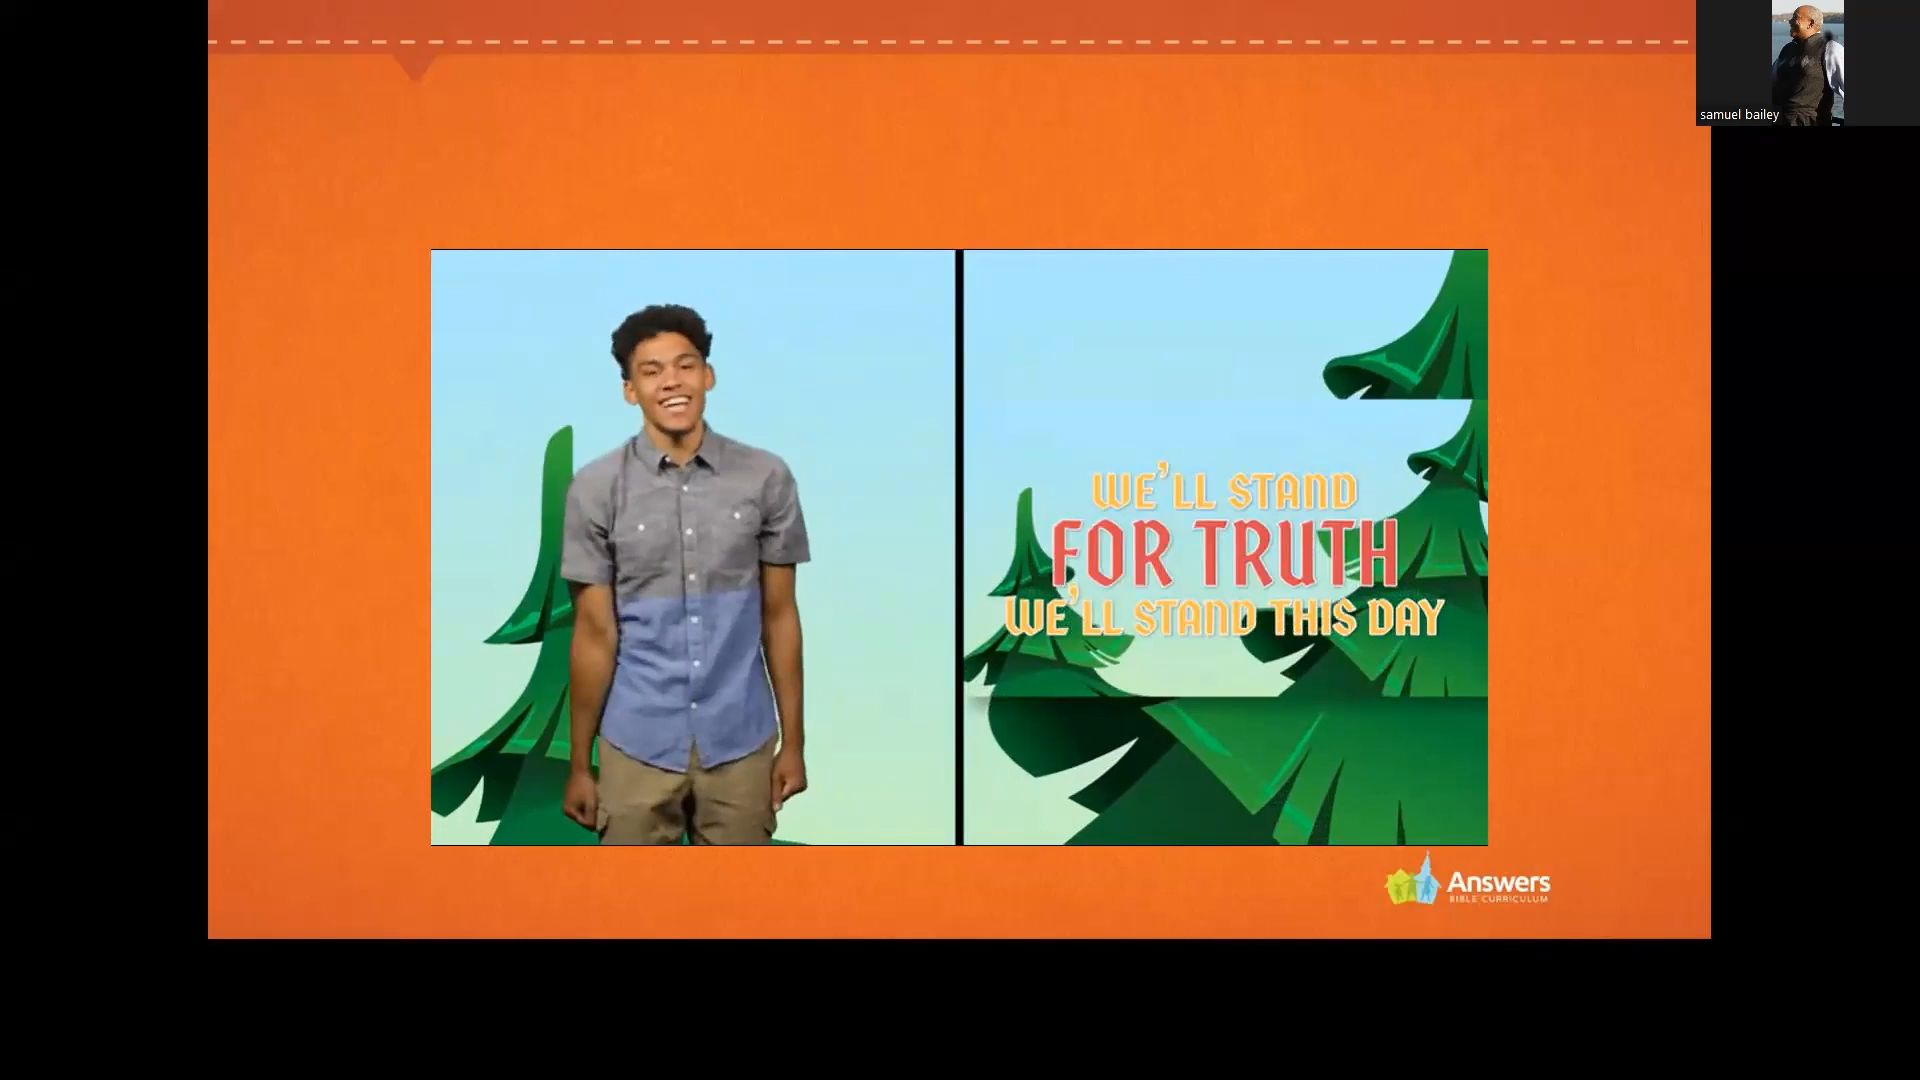 samuel bailey
WE'LL STAND
FOR TRUTH
WE'LL STAND THIS DAY
Answers
BIBLE CURRICULUM